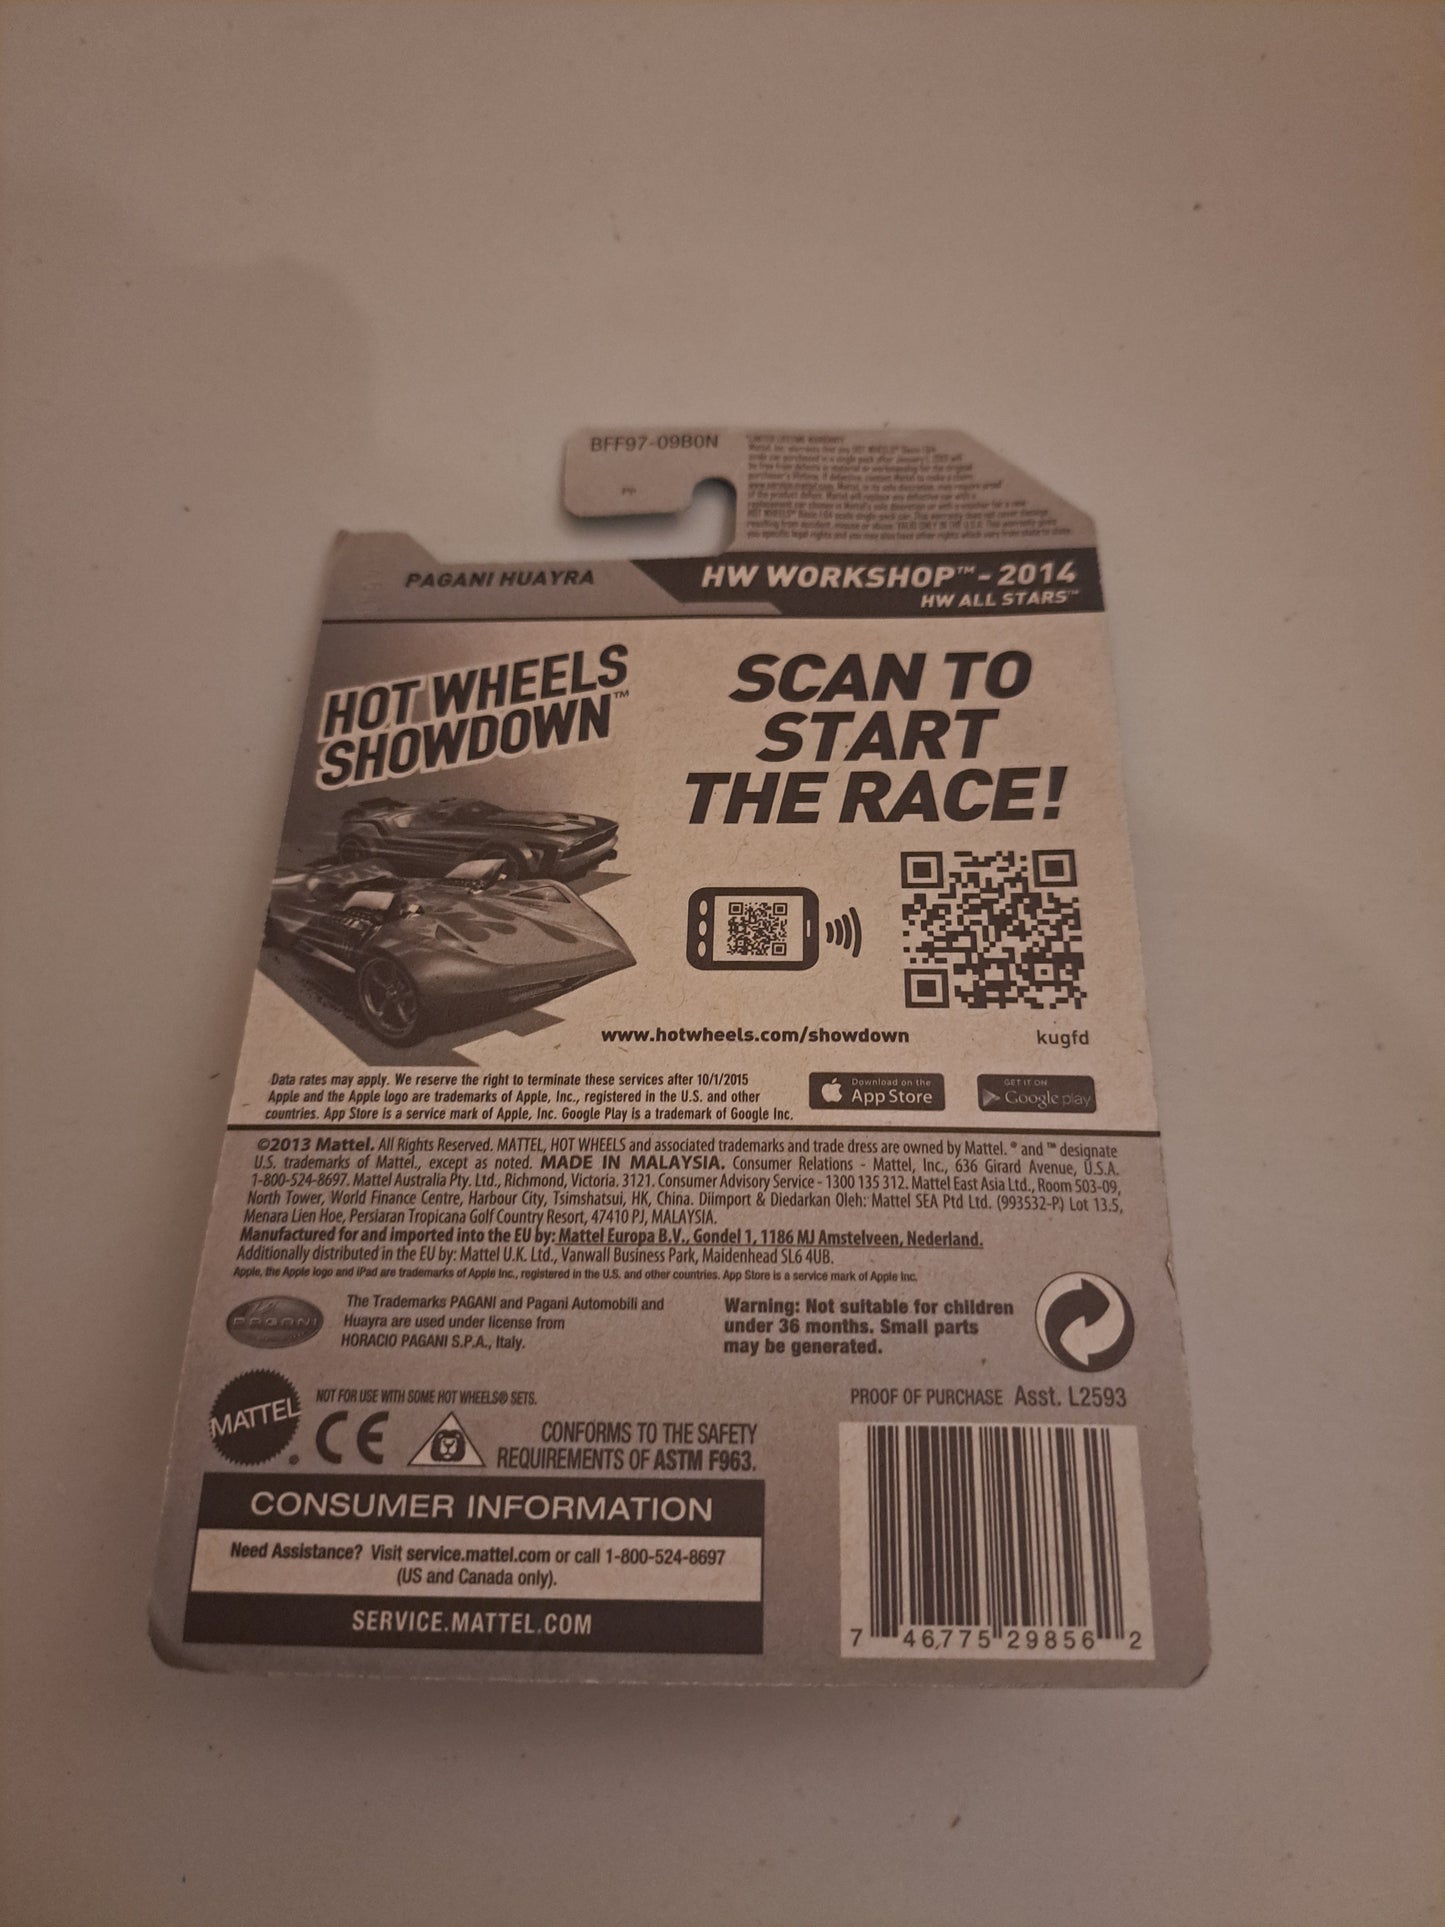 BFF97-09B0N
PP
LIMITED LIFETIME WARRANTY
PAGANI HUAYRA
HW WORKSHOP™ - 2014
HW ALL STARS™
HOT WHEELS
SHOWDOWN™
SCAN TO
START
THE RACE!
www.hotwheels.com/showdown
kugfd
Data rates may apply. We reserve the right to terminate these services after 10/1/2015
Apple and the Apple logo are trademarks of Apple, Inc., registered in the U.S. and other
countries. App Store is a service mark of Apple, Inc. Google Play is a trademark of Google Inc.
Download on the
App Store
GET IT ON
Google play
©2013 Mattel. All Rights Reserved. MATTEL, HOT WHEELS and associated trademarks and trade dress are owned by Mattel. ® and ™ designate
U.S. trademarks of Mattel., except as noted. MADE IN MALAYSIA. Consumer Relations - Mattel, Inc., 636 Girard Avenue, U.S.A.
1-800-524-8697. Mattel Australia Pty. Ltd., Richmond, Victoria. 3121. Consumer Advisory Service - 1300 135 312. Mattel East Asia Ltd., Room 503-09,
North Tower, World Finance Centre, Harbour City, Tsimshatsui, HK, China. Diimport & Diedarkan Oleh: Mattel SEA Ptd Ltd. (993532-P) Lot 13.5,
Menara Lien Hoe, Persiaran Tropicana Golf Country Resort, 47410 PJ, MALAYSIA.
Manufactured for and imported into the EU by: Mattel Europa B.V., Gondel 1, 1186 MJ Amstelveen, Nederland.
Additionally distributed in the EU by: Mattel U.K. Ltd., Vanwall Business Park, Maidenhead SL6 4UB.
Apple, the Apple logo and iPad are trademarks of Apple Inc., registered in the U.S. and other countries. App Store is a service mark of Apple Inc.
PAGANI
The Trademarks PAGANI and Pagani Automobili and
Huayra are used under license from
HORACIO PAGANI S.P.A., Italy.
Warning: Not suitable for children
under 36 months. Small parts
may be generated.
MATTEL
NOT FOR USE WITH SOME HOT WHEELS® SETS.
CE
CONFORMS TO THE SAFETY
REQUIREMENTS OF ASTM F963.
PROOF OF PURCHASE Asst. L2593
CONSUMER INFORMATION
Need Assistance? Visit service.mattel.com or call 1-800-524-8697
(US and Canada only).
SERVICE.MATTEL.COM
7 46775 29856 2